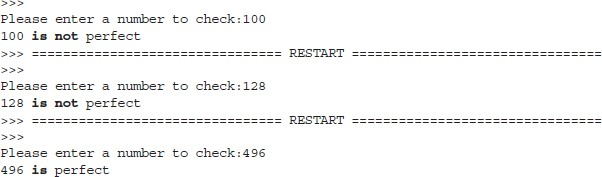 >>>
Please enter a number to check:100
100 is not perfect
>>> ================================ RESTART ================================
>>>
Please enter a number to check:128
128 is not perfect
>>> ================================ RESTART ================================
>>>
Please enter a number to check:496
496 is perfect